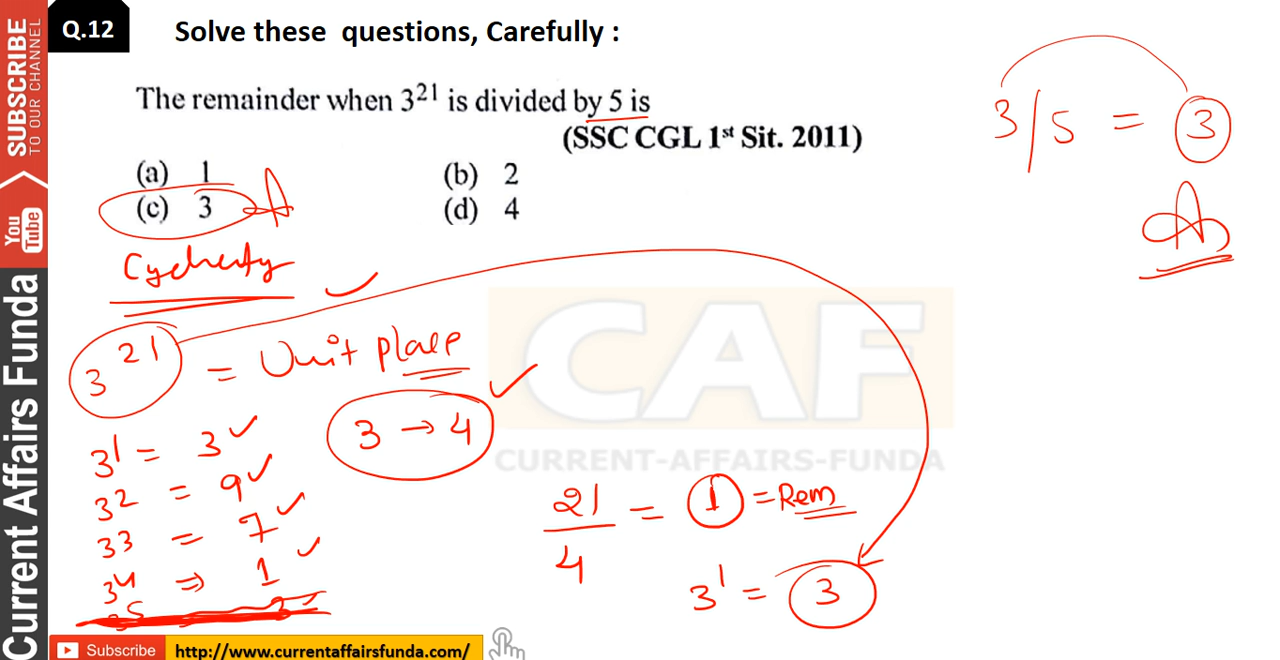 Q.12 Solve these questions, Carefully :
The remainder when 3²¹ is divided by 5 is
(SSC CGL 1ˢᵗ Sit. 2011)
(a) 1 (b) 2
(c) 3 (d) 4
3/5 = 3
3²¹ = Unit place
3 → 4
3¹ = 3
3² = 9
33 = 7
3⁴ ⇒ 1
21/4 = 1 = Rem
3¹ = 3
CAF
CURRENT-AFFAIRS-FUNDA
SUBSCRIBE
TO OUR CHANNEL
You Tube
Current Affairs Funda
Subscribe http://www.currentaffairsfunda.com/